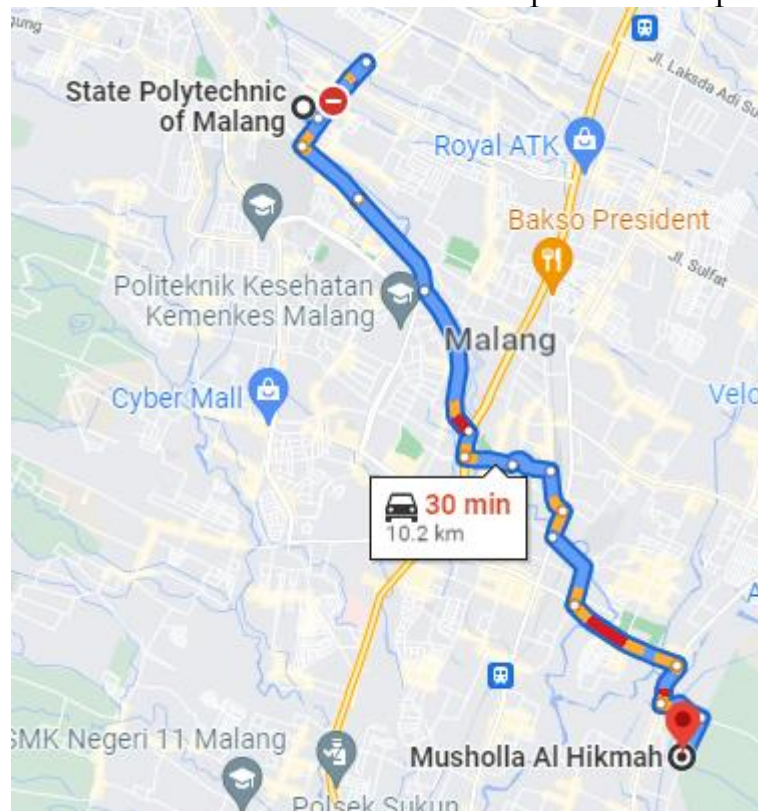 Jl. Laksda Adi Su
State Polytechnic
of Malang
Royal ATK
Bakso President
Jl. Sulfat
Politeknik Kesehatan
Kemenkes Malang
Malang
Cyber Mall
Velo
30 min
10.2 km
A
SMK Negeri 11 Malang
Musholla Al Hikmah
Polsek Sukun